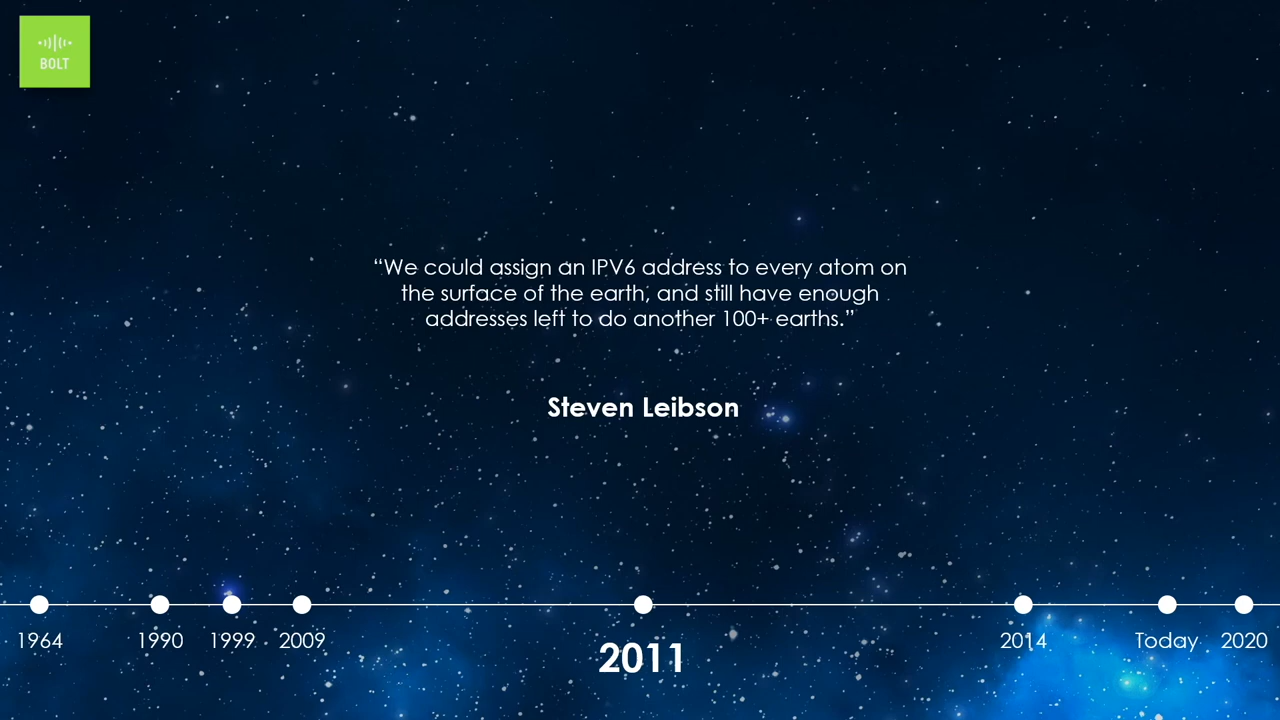 BOLT
“We could assign an IPV6 address to every atom on
the surface of the earth, and still have enough
addresses left to do another 100+ earths.”
Steven Leibson
1964 1990 1999 2009 2011 2014 Today 2020